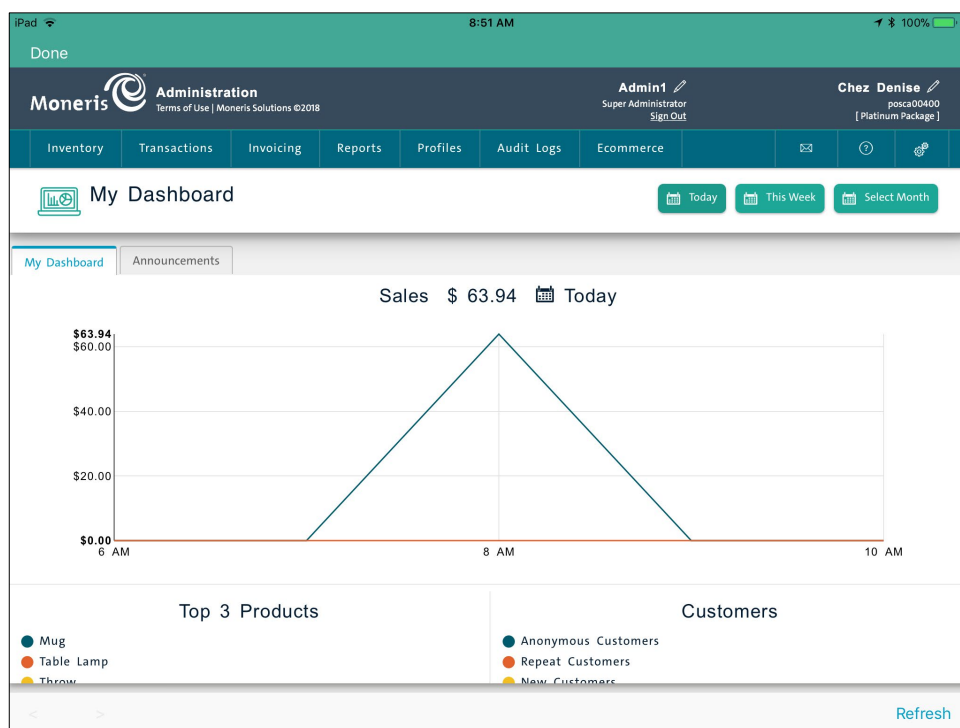 iPad 8:51 AM 100%
Done
Moneris Administration
Terms of Use | Moneris Solutions ©2018
Admin1
Super Administrator
Sign Out
Chez Denise
posca00400
[ Platinum Package ]
Inventory Transactions Invoicing Reports Profiles Audit Logs Ecommerce ?
My Dashboard
Today This Week Select Month
My Dashboard Announcements
Sales $ 63.94 Today
$63.94
$60.00
$40.00
$20.00
$0.00
6 AM 8 AM 10 AM
Top 3 Products
Mug
Table Lamp
Throw
Customers
Anonymous Customers
Repeat Customers
New Customers
< >
Refresh